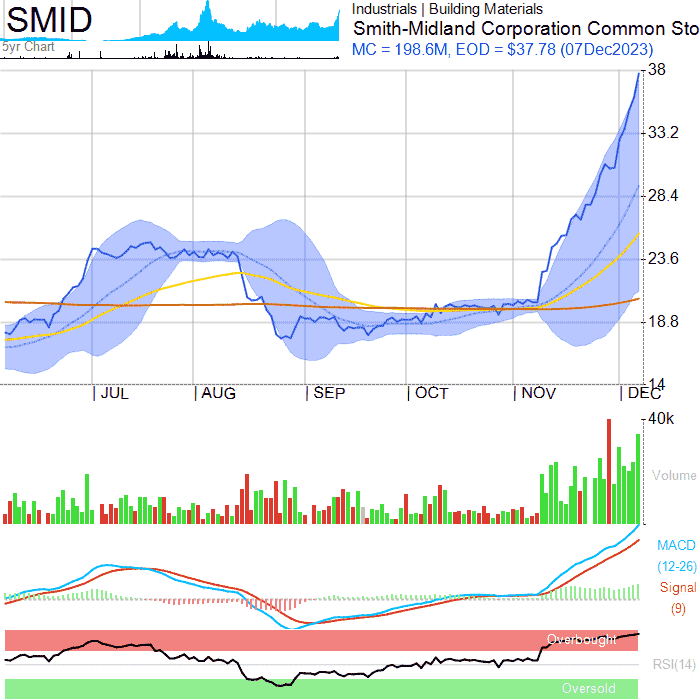 SMID
5yr Chart
Industrials | Building Materials
Smith-Midland Corporation Common Sto
MC = 198.6M, EOD = $37.78 (07Dec2023)
38
33.2
28.4
23.6
18.8
14
JUL AUG SEP OCT NOV DEC
40k
Volume
MACD
(12-26)
Signal
(9)
Overbought
RSI(14)
Oversold